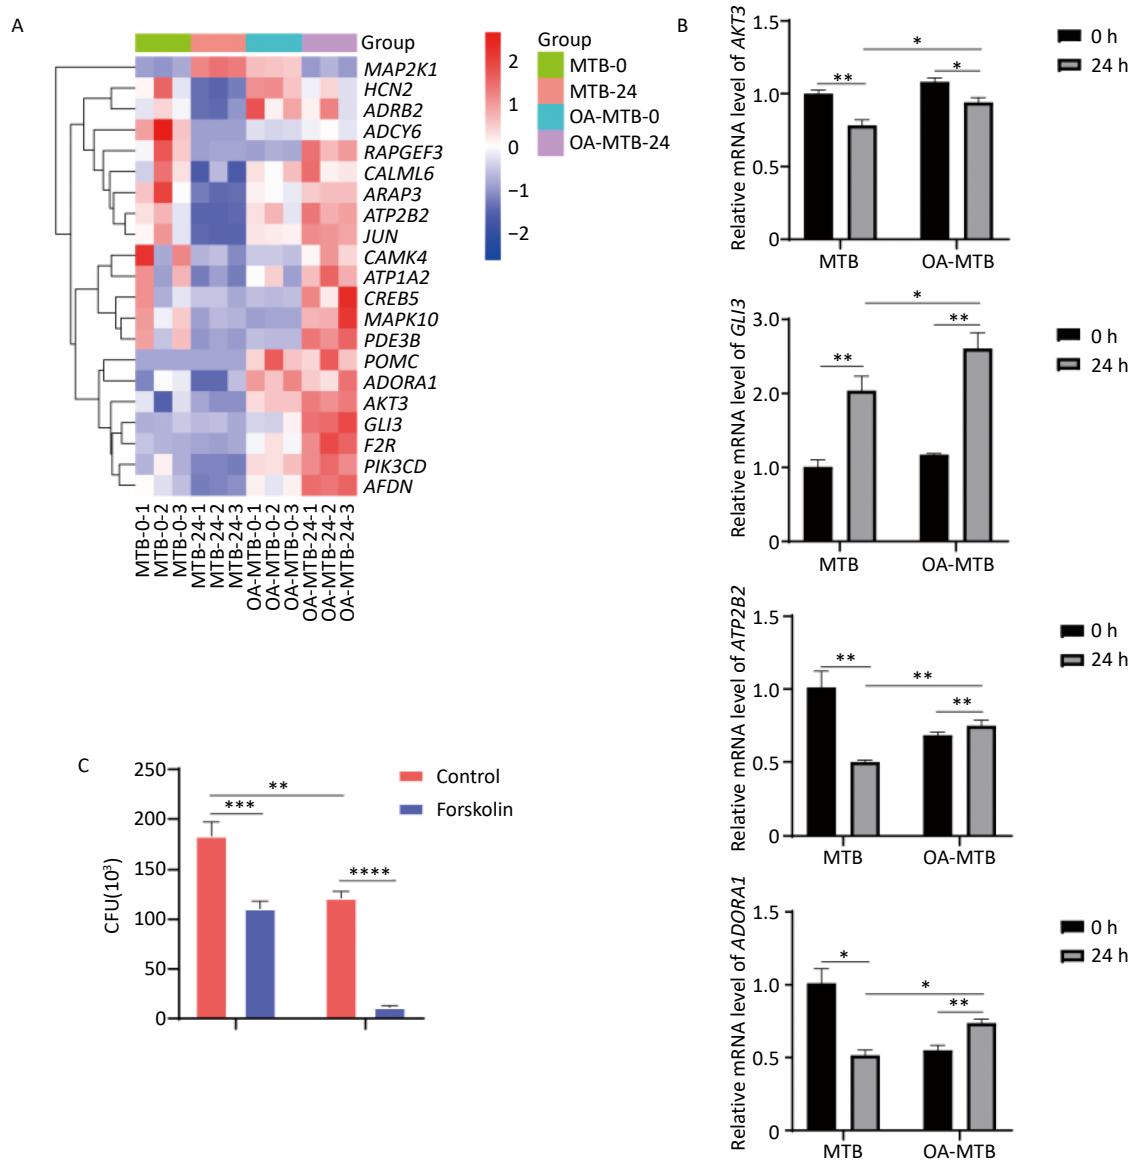 A
Group
MAP2K1
HCN2
ADRB2
ADCY6
RAPGEF3
CALML6
ARAP3
ATP2B2
JUN
CAMK4
ATP1A2
CREB5
MAPK10
PDE3B
POMC
ADORA1
AKT3
GLI3
F2R
PIK3CD
AFDN
MTB-0-1
MTB-0-2
MTB-0-3
MTB-24-1
MTB-24-2
MTB-24-3
OA-MTB-0-1
OA-MTB-0-2
OA-MTB-0-3
OA-MTB-24-1
OA-MTB-24-2
OA-MTB-24-3
2
1
0
−1
−2
Group
MTB-0
MTB-24
OA-MTB-0
OA-MTB-24
B
Relative mRNA level of AKT3
1.5
1.0
0.5
0
**
*
*
MTB
OA-MTB
0 h
24 h
Relative mRNA level of GLI3
3.0
2.0
1.0
0
**
**
*
MTB
OA-MTB
0 h
24 h
Relative mRNA level of ATP2B2
1.5
1.0
0.5
0
**
**
**
MTB
OA-MTB
0 h
24 h
Relative mRNA level of ADORA1
1.5
1.0
0.5
0
*
*
**
MTB
OA-MTB
0 h
24 h
C
CFU(10³)
250
200
150
100
50
0
**
***
****
Control
Forskolin